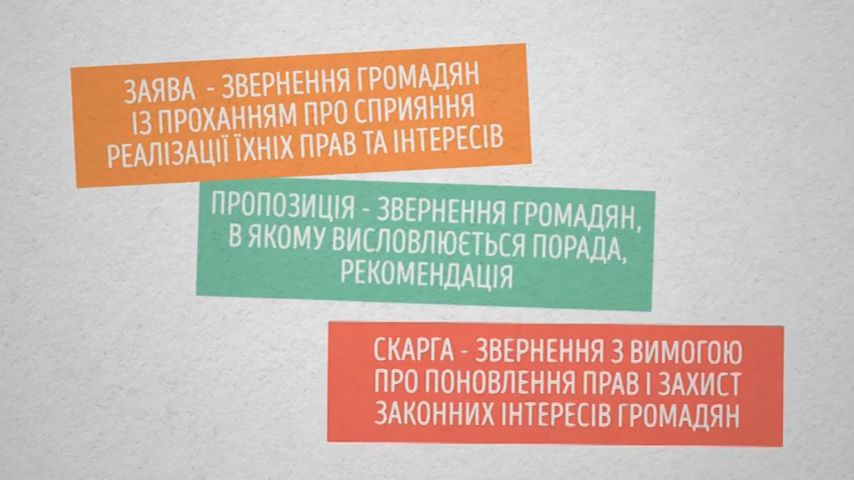 ЗАЯВА - ЗВЕРНЕННЯ ГРОМАДЯН
ІЗ ПРОХАННЯМ ПРО СПРИЯННЯ
РЕАЛІЗАЦІЇ ЇХНІХ ПРАВ ТА ІНТЕРЕСІВ
ПРОПОЗИЦІЯ - ЗВЕРНЕННЯ ГРОМАДЯН,
В ЯКОМУ ВИСЛОВЛЮЄТЬСЯ ПОРАДА,
РЕКОМЕНДАЦІЯ
СКАРГА - ЗВЕРНЕННЯ З ВИМОГОЮ
ПРО ПОНОВЛЕННЯ ПРАВ І ЗАХИСТ
ЗАКОННИХ ІНТЕРЕСІВ ГРОМАДЯН